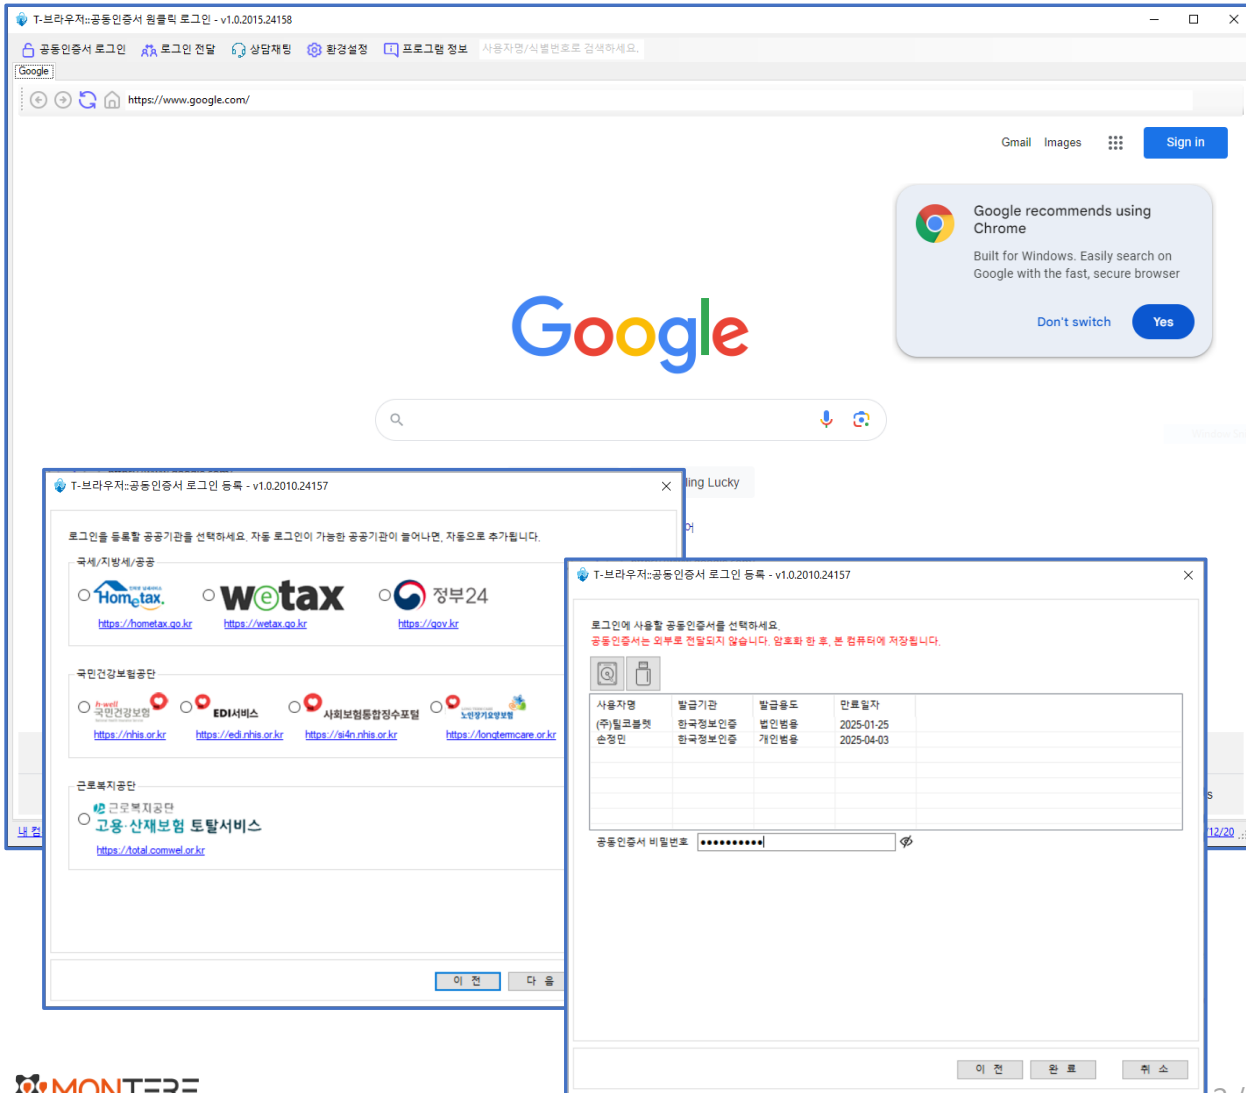 T-브라우저::공동인증서 원클릭 로그인 - v1.0.2015.24158
공동인증서 로그인 로그인 전달 상담채팅 환경설정 프로그램 정보 사용자명/식별번호로 검색하세요.
Google
https://www.google.com/
Gmail Images Sign in
Google recommends using
Chrome
Built for Windows. Easily search on
Google with the fast, secure browser
Don't switch Yes
Google
ling Lucky
어
T-브라우저::공동인증서 로그인 등록 - v1.0.2010.24157
로그인을 등록할 공공기관을 선택하세요. 자동 로그인이 가능한 공공기관이 늘어나면, 자동으로 추가됩니다.
국세/지방세/공공
Hometax. wetax 정부24
https://hometax.go.kr https://wetax.go.kr https://gov.kr
국민건강보험공단
h-well
국민건강보험 EDI서비스 사회보험통합징수포털 노인장기요양보험
https://nhis.or.kr https://edi.nhis.or.kr https://si4n.nhis.or.kr https://longtermcare.or.kr
근로복지공단
근로복지공단
고용·산재보험 토탈서비스
https://total.comwel.or.kr
이 전 다 음
내 컴
T-브라우저::공동인증서 로그인 등록 - v1.0.2010.24157
로그인에 사용할 공동인증서를 선택하세요.
공동인증서는 외부로 전달되지 않습니다. 암호화 한 후, 본 컴퓨터에 저장됩니다.
사용자명 발급기관 발급용도 만료일자
(주)틸코블렛 한국정보인증 법인범용 2025-01-25
손정민 한국정보인증 개인범용 2025-04-03
공동인증서 비밀번호 ●●●●●●●●●●
이 전 완 료 취 소
s
/12/20
MONTERE